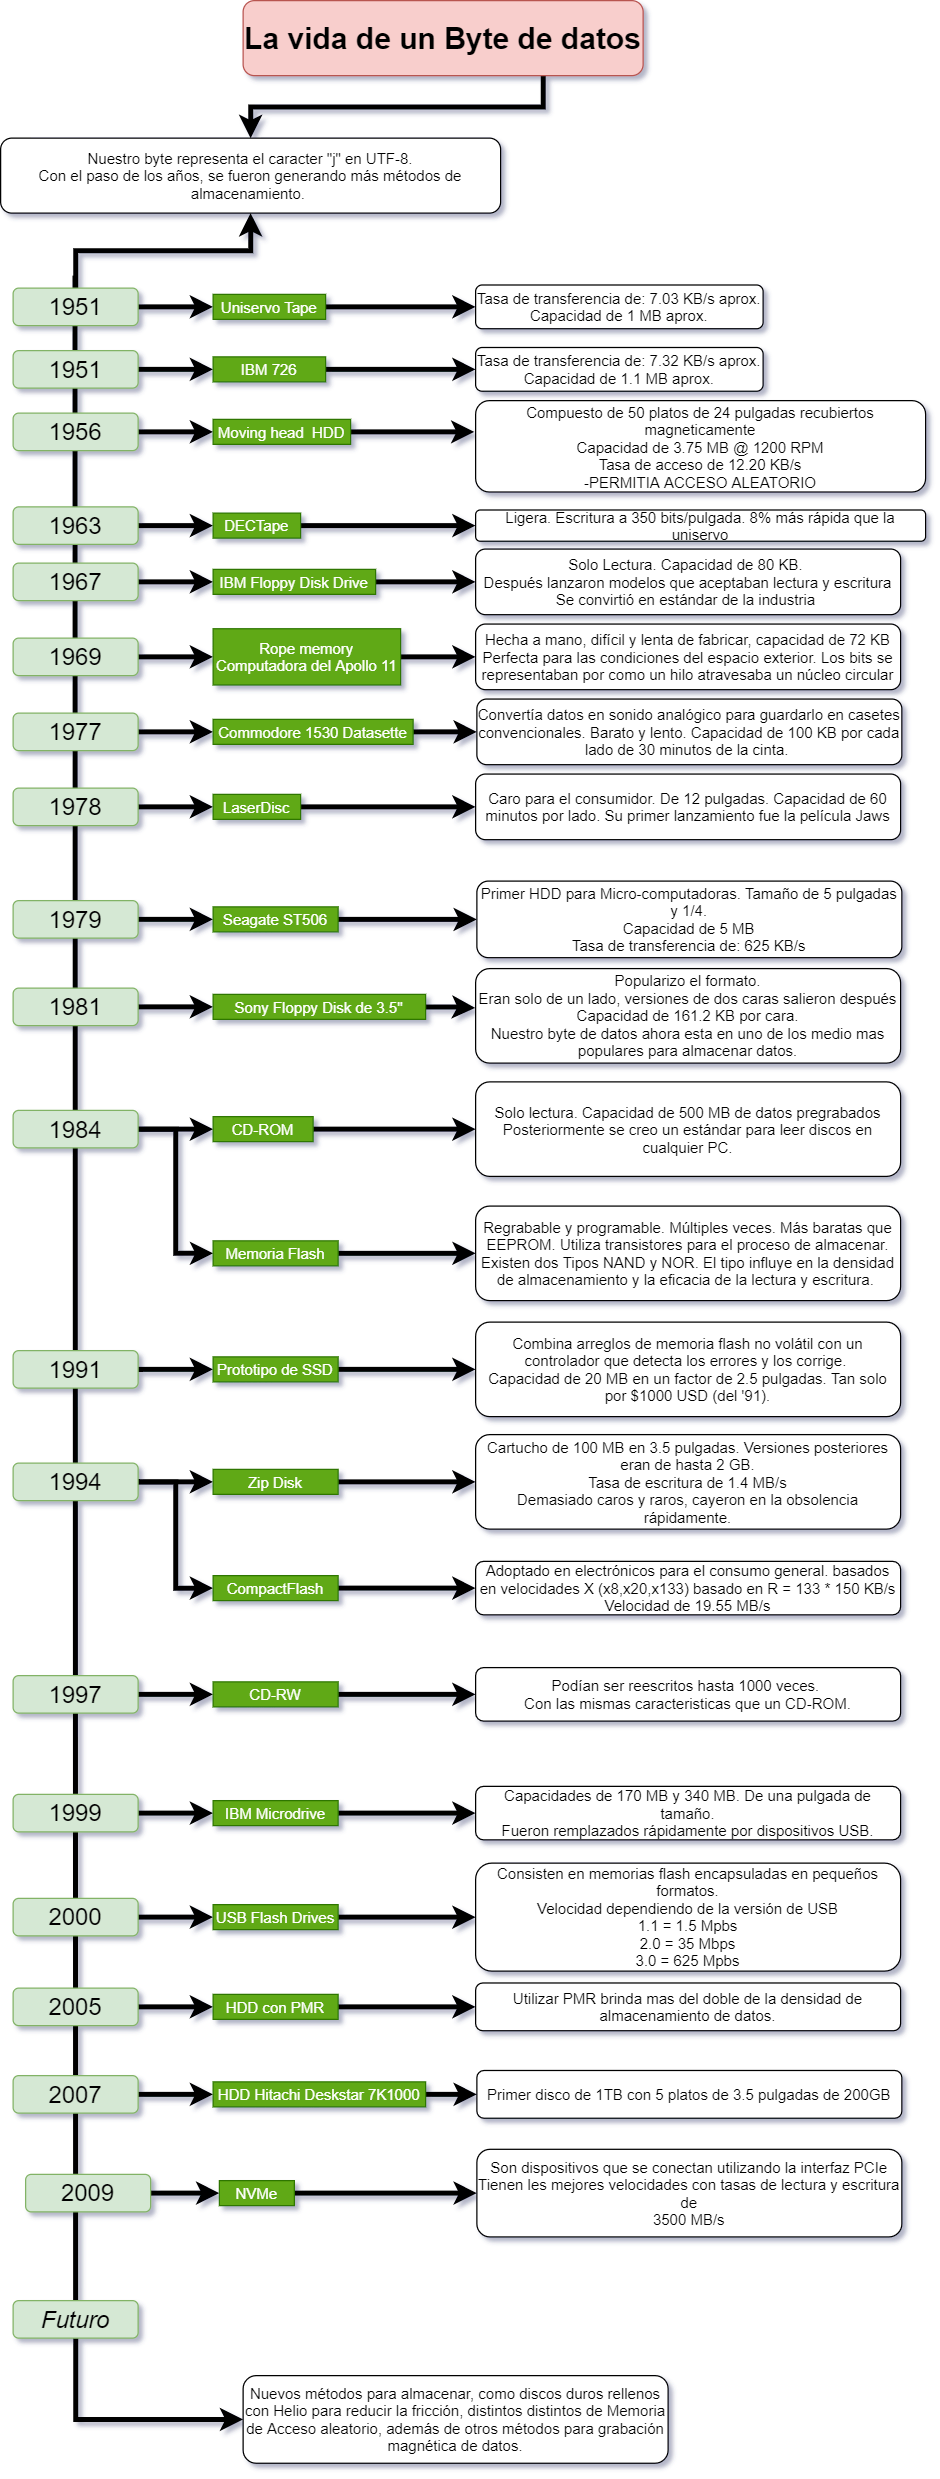 La vida de un Byte de datos
Nuestro byte representa el caracter "j" en UTF-8.
Con el paso de los años, se fueron generando más métodos de
almacenamiento.
1951
Uniservo Tape
Tasa de transferencia de: 7.03 KB/s aprox.
Capacidad de 1 MB aprox.
1951
IBM 726
Tasa de transferencia de: 7.32 KB/s aprox.
Capacidad de 1.1 MB aprox.
1956
Moving head  HDD
Compuesto de 50 platos de 24 pulgadas recubiertos
magneticamente
Capacidad de 3.75 MB @ 1200 RPM
Tasa de acceso de 12.20 KB/s
-PERMITIA ACCESO ALEATORIO
1963
DECTape
Ligera. Escritura a 350 bits/pulgada. 8% más rápida que la
uniservo
1967
IBM Floppy Disk Drive
Solo Lectura. Capacidad de 80 KB.
Después lanzaron modelos que aceptaban lectura y escritura
Se convirtió en estándar de la industria
1969
Rope memory
Computadora del Apollo 11
Hecha a mano, difícil y lenta de fabricar, capacidad de 72 KB
Perfecta para las condiciones del espacio exterior. Los bits se
representaban por como un hilo atravesaba un núcleo circular
1977
Commodore 1530 Datasette
Convertía datos en sonido analógico para guardarlo en casetes
convencionales. Barato y lento. Capacidad de 100 KB por cada
lado de 30 minutos de la cinta.
1978
LaserDisc
Caro para el consumidor. De 12 pulgadas. Capacidad de 60
minutos por lado. Su primer lanzamiento fue la película Jaws
1979
Seagate ST506
Primer HDD para Micro-computadoras. Tamaño de 5 pulgadas
y 1/4.
Capacidad de 5 MB
Tasa de transferencia de: 625 KB/s
1981
Sony Floppy Disk de 3.5"
Popularizo el formato.
Eran solo de un lado, versiones de dos caras salieron después
Capacidad de 161.2 KB por cara.
Nuestro byte de datos ahora esta en uno de los medio mas
populares para almacenar datos.
1984
CD-ROM
Solo lectura. Capacidad de 500 MB de datos pregrabados
Posteriormente se creo un estándar para leer discos en
cualquier PC.
Memoria Flash
Regrabable y programable. Múltiples veces. Más baratas que
EEPROM. Utiliza transistores para el proceso de almacenar.
Existen dos Tipos NAND y NOR. El tipo influye en la densidad
de almacenamiento y la eficacia de la lectura y escritura.
1991
Prototipo de SSD
Combina arreglos de memoria flash no volátil con un
controlador que detecta los errores y los corrige.
Capacidad de 20 MB en un factor de 2.5 pulgadas. Tan solo
por $1000 USD (del '91).
1994
Zip Disk
Cartucho de 100 MB en 3.5 pulgadas. Versiones posteriores
eran de hasta 2 GB.
Tasa de escritura de 1.4 MB/s
Demasiado caros y raros, cayeron en la obsolencia
rápidamente.
CompactFlash
Adoptado en electrónicos para el consumo general. basados
en velocidades X (x8,x20,x133) basado en R = 133 * 150 KB/s
Velocidad de 19.55 MB/s
1997
CD-RW
Podían ser reescritos hasta 1000 veces.
Con las mismas caracteristicas que un CD-ROM.
1999
IBM Microdrive
Capacidades de 170 MB y 340 MB. De una pulgada de
tamaño.
Fueron remplazados rápidamente por dispositivos USB.
2000
USB Flash Drives
Consisten en memorias flash encapsuladas en pequeños
formatos.
Velocidad dependiendo de la versión de USB
1.1 = 1.5 Mpbs
2.0 = 35 Mbps
3.0 = 625 Mpbs
2005
HDD con PMR
Utilizar PMR brinda mas del doble de la densidad de
almacenamiento de datos.
2007
HDD Hitachi Deskstar 7K1000
Primer disco de 1TB con 5 platos de 3.5 pulgadas de 200GB
2009
NVMe
Son dispositivos que se conectan utilizando la interfaz PCIe
Tienen les mejores velocidades con tasas de lectura y escritura
de
3500 MB/s
Futuro
Nuevos métodos para almacenar, como discos duros rellenos
con Helio para reducir la fricción, distintos distintos de Memoria
de Acceso aleatorio, además de otros métodos para grabación
magnética de datos.